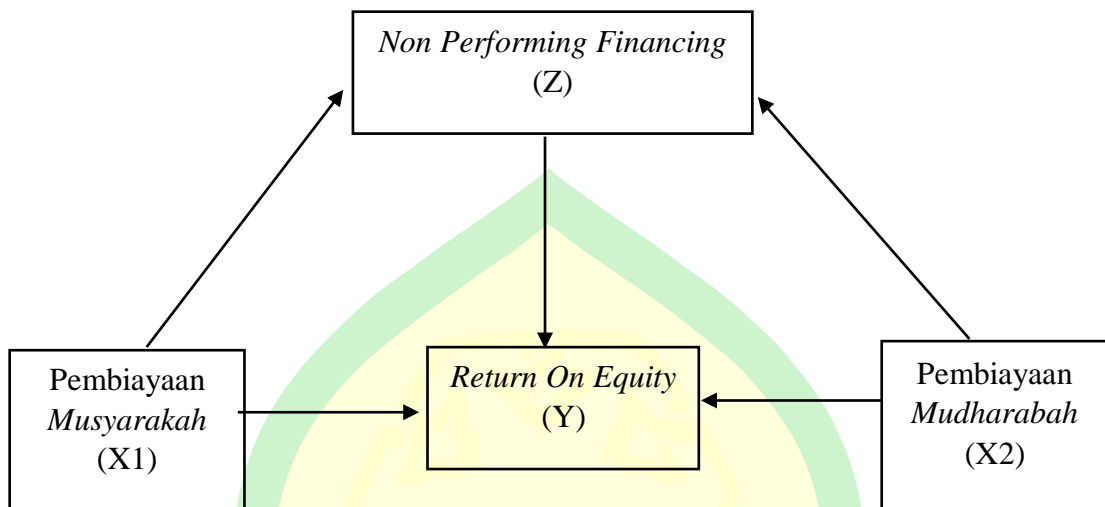 Non Performing Financing
(Z)
Pembiayaan
Musyarakah
(X1)
Return On Equity
(Y)
Pembiayaan
Mudharabah
(X2)